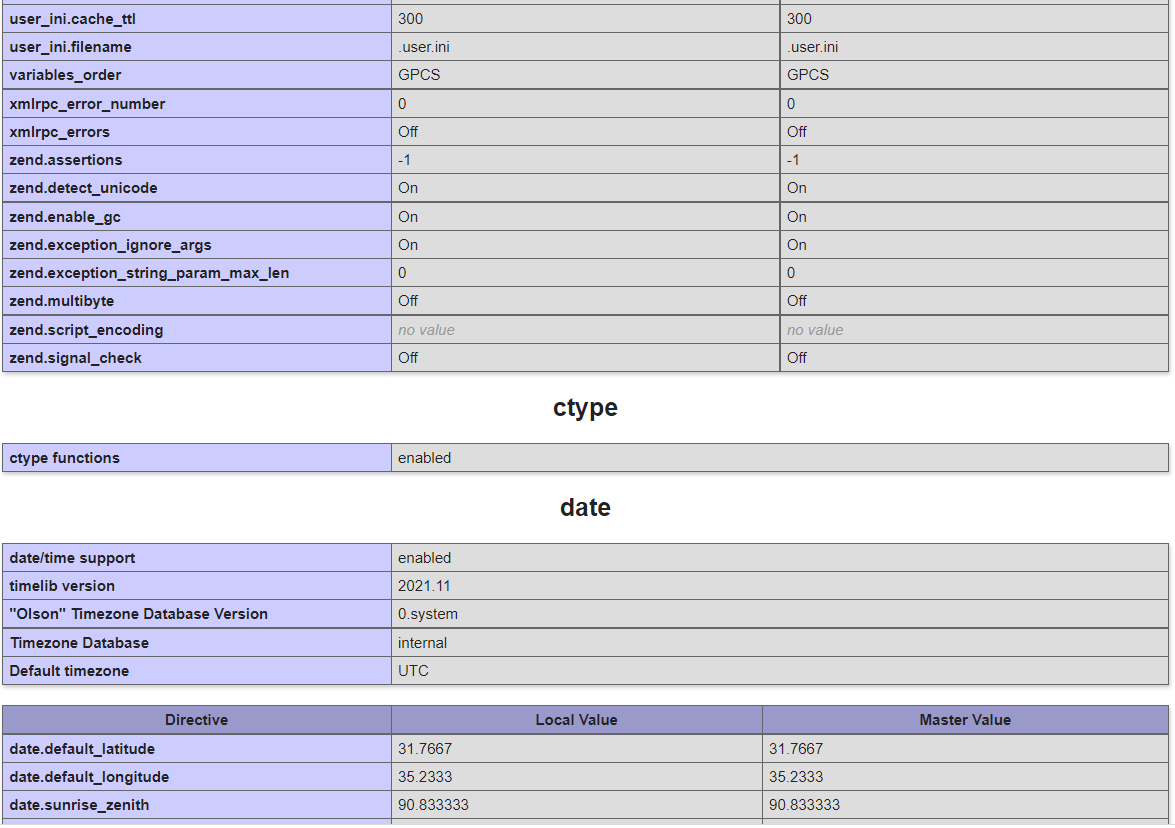 user_ini.cache_ttl 300 300
user_ini.filename .user.ini .user.ini
variables_order GPCS GPCS
xmlrpc_error_number 0 0
xmlrpc_errors Off Off
zend.assertions -1 -1
zend.detect_unicode On On
zend.enable_gc On On
zend.exception_ignore_args On On
zend.exception_string_param_max_len 0 0
zend.multibyte Off Off
zend.script_encoding no value no value
zend.signal_check Off Off
ctype
ctype functions enabled
date
date/time support enabled
timelib version 2021.11
"Olson" Timezone Database Version 0.system
Timezone Database internal
Default timezone UTC
Directive Local Value Master Value
date.default_latitude 31.7667 31.7667
date.default_longitude 35.2333 35.2333
date.sunrise_zenith 90.833333 90.833333